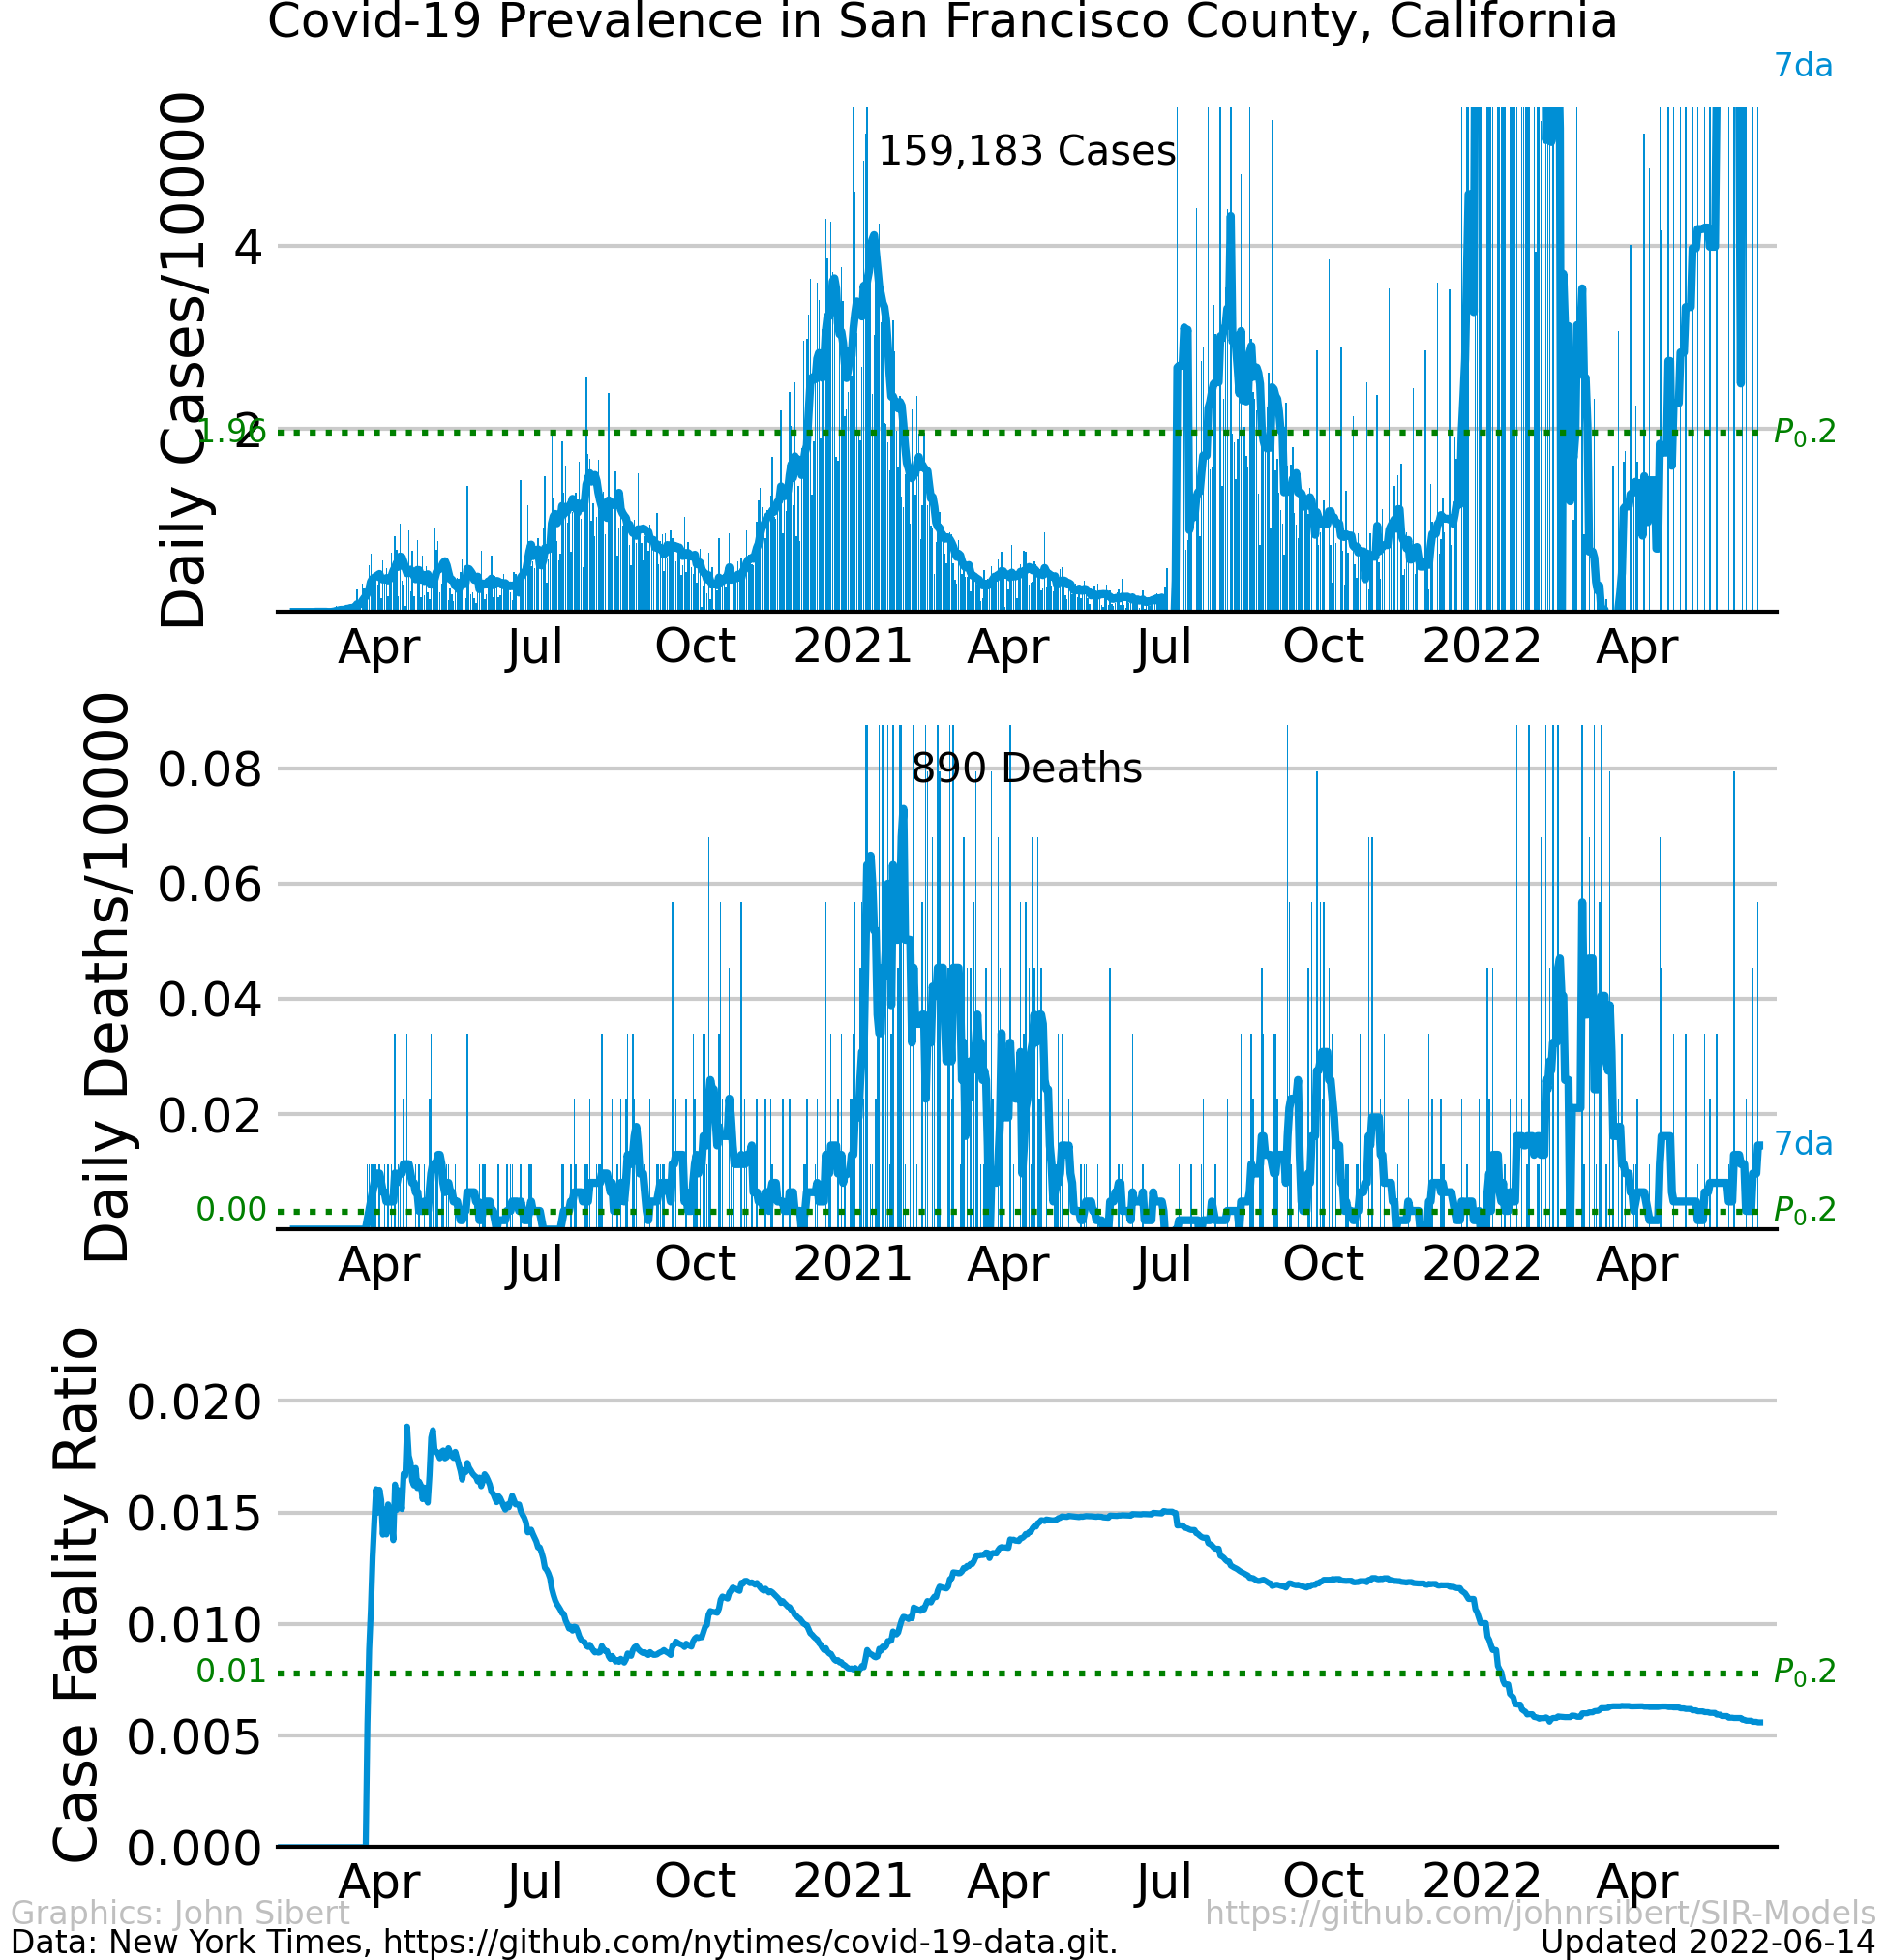 Covid-19 Prevalence in San Francisco County, California
7da
Daily Cases/10000
159,183 Cases
4
2
1.96
P₀.2
Apr Jul Oct 2021 Apr Jul Oct 2022 Apr
Daily Deaths/10000
890 Deaths
0.08
0.06
0.04
0.02
7da
0.00
P₀.2
Apr Jul Oct 2021 Apr Jul Oct 2022 Apr
Case Fatality Ratio
0.020
0.015
0.010
0.01
P₀.2
0.005
0.000
Apr Jul Oct 2021 Apr Jul Oct 2022 Apr
Graphics: John Sibert https://github.com/johnrsibert/SIR-Models
Data: New York Times, https://github.com/nytimes/covid-19-data.git. Updated 2022-06-14